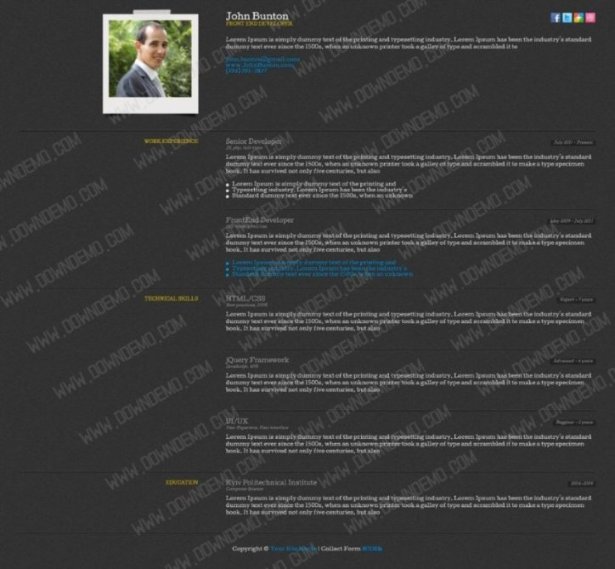 John Bunton
FRONT END DEVELOPER
Lorem Ipsum is simply dummy text of the printing and typesetting industry. Lorem Ipsum has been the industry's standard
dummy text ever since the 1500s, when an unknown printer took a galley of type and scrambled it to
WORK EXPERIENCE
Senior Developer
July 2011 - Present
Lorem Ipsum is simply dummy text of the printing and typesetting industry. Lorem Ipsum has been the industry's standard
dummy text ever since the 1500s, when an unknown printer took a galley of type and scrambled it to make a type specimen
book. It has survived not only five centuries, but also
Lorem Ipsum is simply dummy text of the printing and
Typesetting industry. Lorem Ipsum has been the industry's
Standard dummy text ever since the 1500s, when an unknown
FrontEnd Developer
Lorem Ipsum is simply dummy text of the printing and typesetting industry. Lorem Ipsum has been the industry's standard
dummy text ever since the 1500s, when an unknown printer took a galley of type and scrambled it to make a type specimen
book. It has survived not only five centuries, but also
Lorem Ipsum is simply dummy text of the printing and
Typesetting industry. Lorem Ipsum has been the industry's
Standard dummy text ever since the 1500s, when an unknown
TECHNICAL SKILLS
HTML/CSS
Lorem Ipsum is simply dummy text of the printing and typesetting industry. Lorem Ipsum has been the industry's standard
dummy text ever since the 1500s, when an unknown printer took a galley of type and scrambled it to make a type specimen
book. It has survived not only five centuries, but also
jQuery Framework
Lorem Ipsum is simply dummy text of the printing and typesetting industry. Lorem Ipsum has been the industry's standard
dummy text ever since the 1500s, when an unknown printer took a galley of type and scrambled it to make a type specimen
book. It has survived not only five centuries, but also
UI/UX
Lorem Ipsum is simply dummy text of the printing and typesetting industry. Lorem Ipsum has been the industry's standard
dummy text ever since the 1500s, when an unknown printer took a galley of type and scrambled it to make a type specimen
book. It has survived not only five centuries, but also
EDUCATION
Kyiv Politechnical Institute
Lorem Ipsum is simply dummy text of the printing and typesetting industry. Lorem Ipsum has been the industry's standard
dummy text ever since the 1500s, when an unknown printer took a galley of type and scrambled it to make a type specimen
book. It has survived not only five centuries, but also
Copyright © Collect Form
WWW.DOWNDEMO.COM